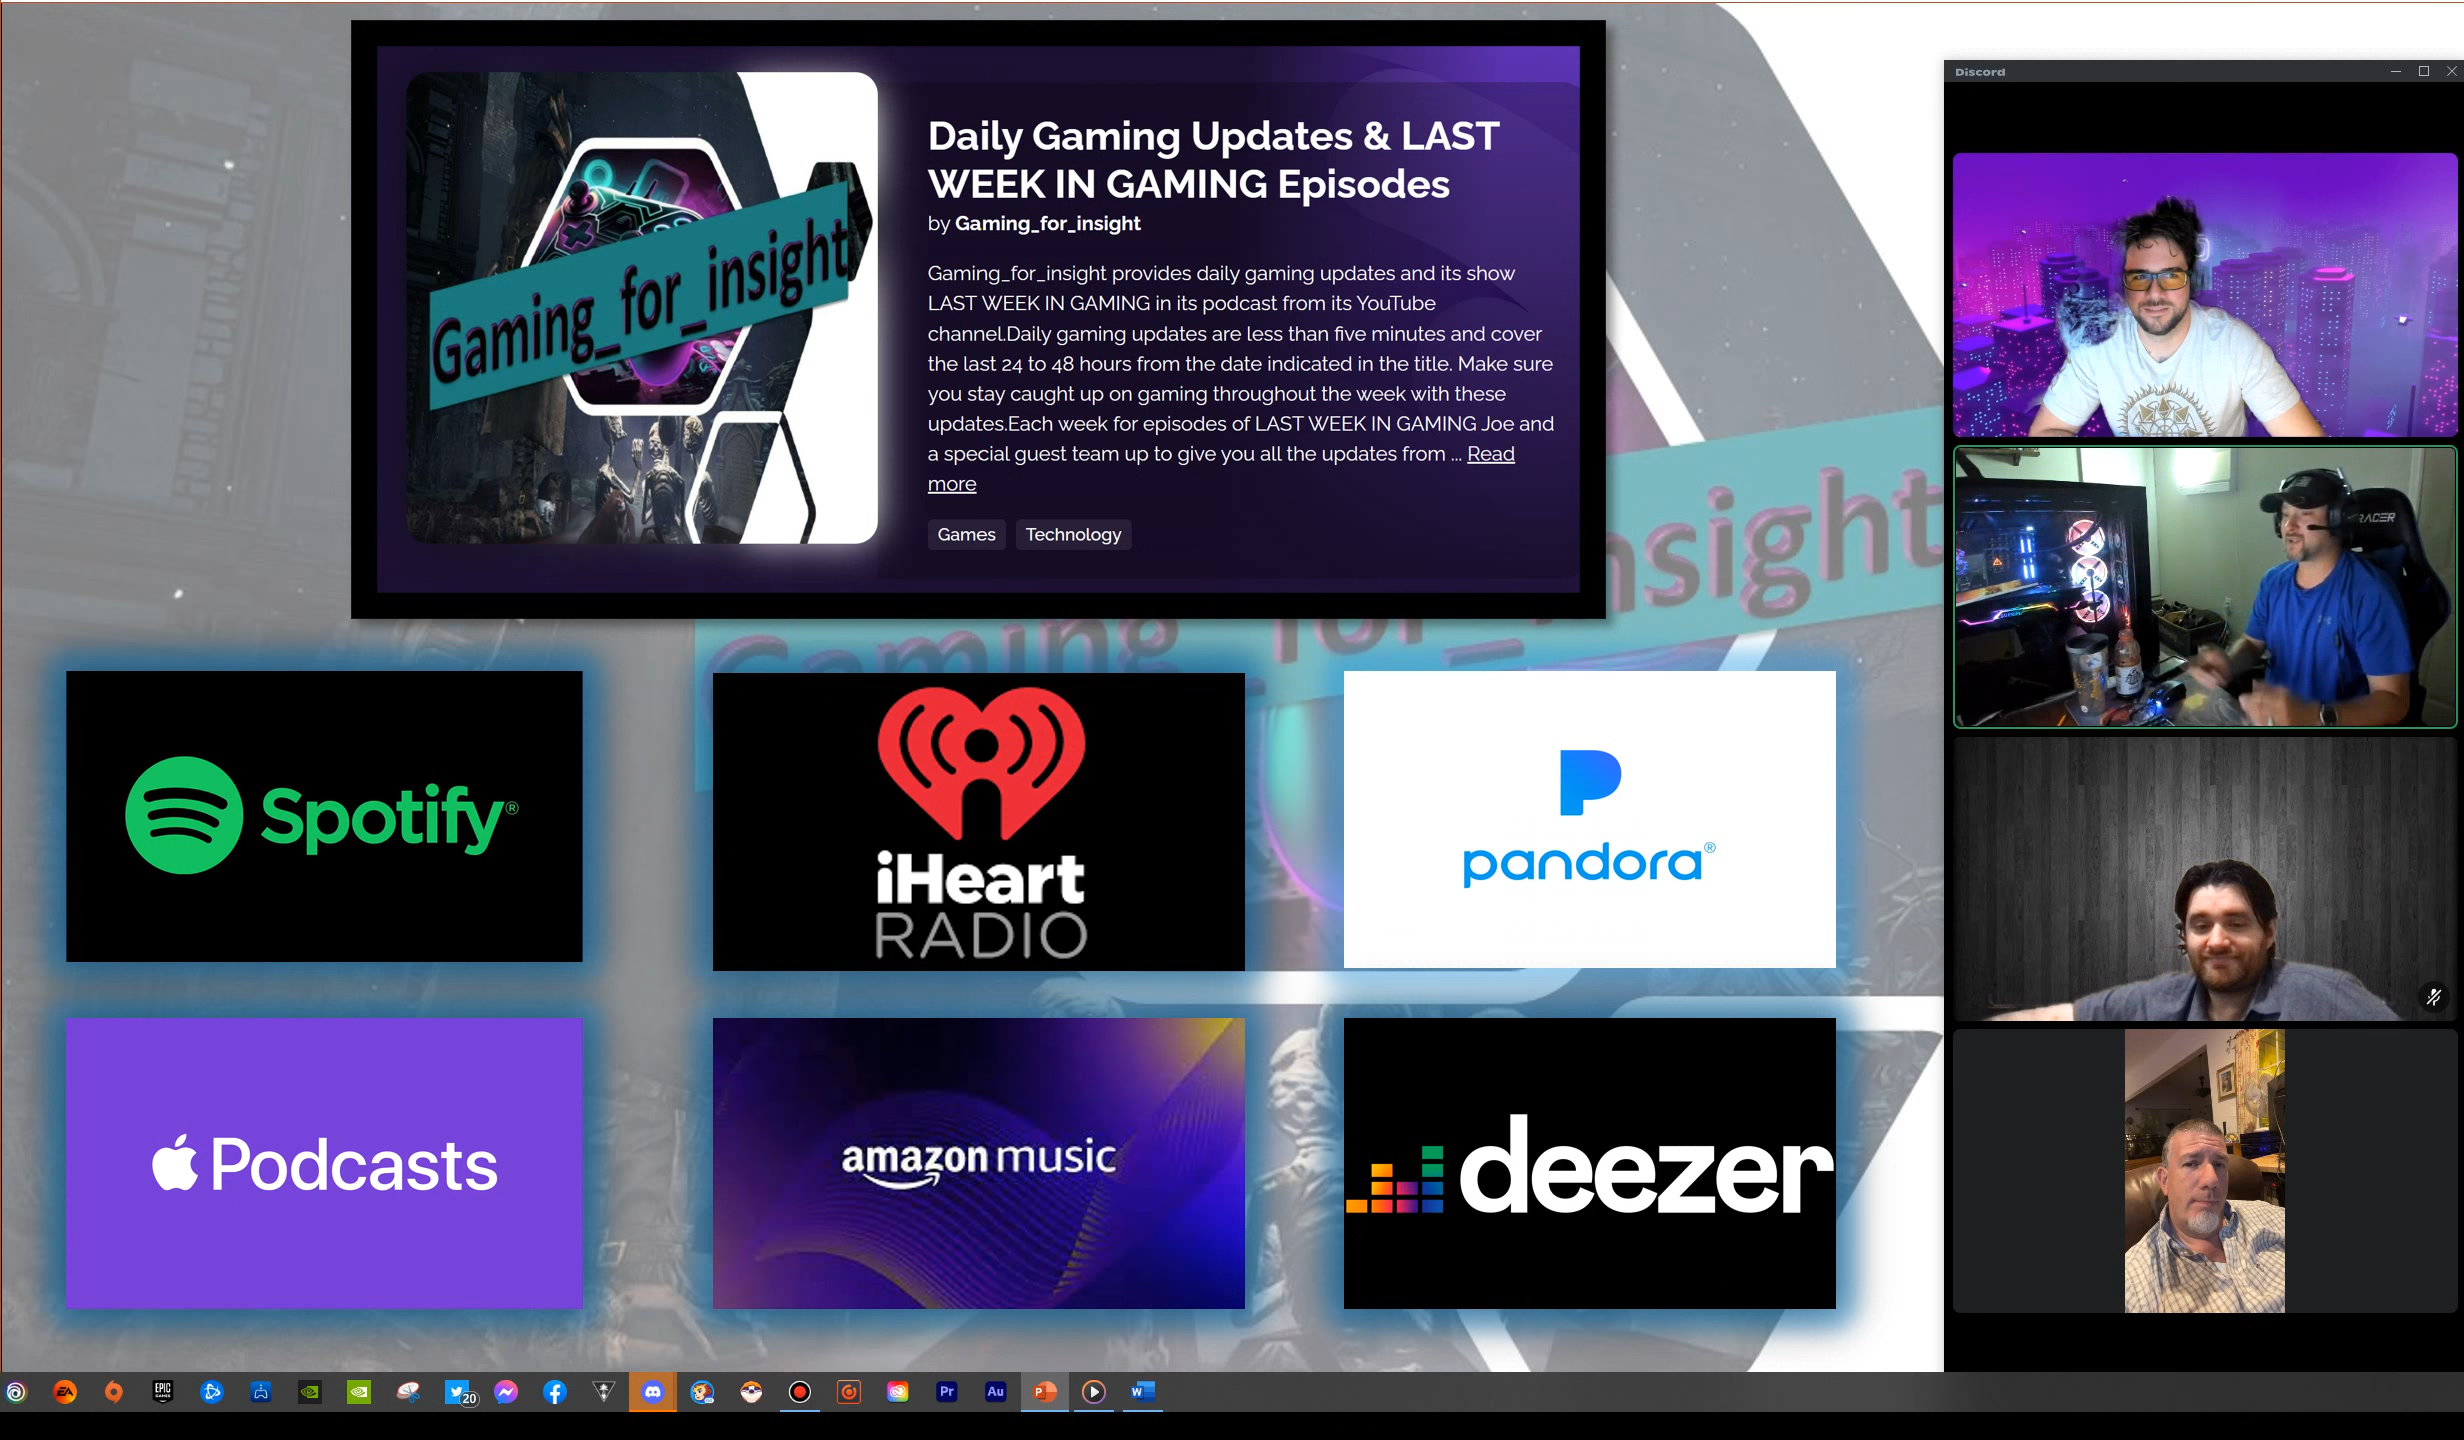 Discord
Daily Gaming Updates & LAST
WEEK IN GAMING Episodes
by Gaming_for_insight
Gaming_for_insight provides daily gaming updates and its show
LAST WEEK IN GAMING in its podcast from its YouTube
channel.Daily gaming updates are less than five minutes and cover
the last 24 to 48 hours from the date indicated in the title. Make sure
you stay caught up on gaming throughout the week with these
updates.Each week for episodes of LAST WEEK IN GAMING Joe and
a special guest team up to give you all the updates from ... Read
more
Games Technology
Gaming_for_insight
Gaming_for_insight
RACER
Spotify®
iHeart
RADIO
pandora®
Podcasts
amazon music
deezer
EA
EPIC
GAMES
20
Pr
Au
P
W